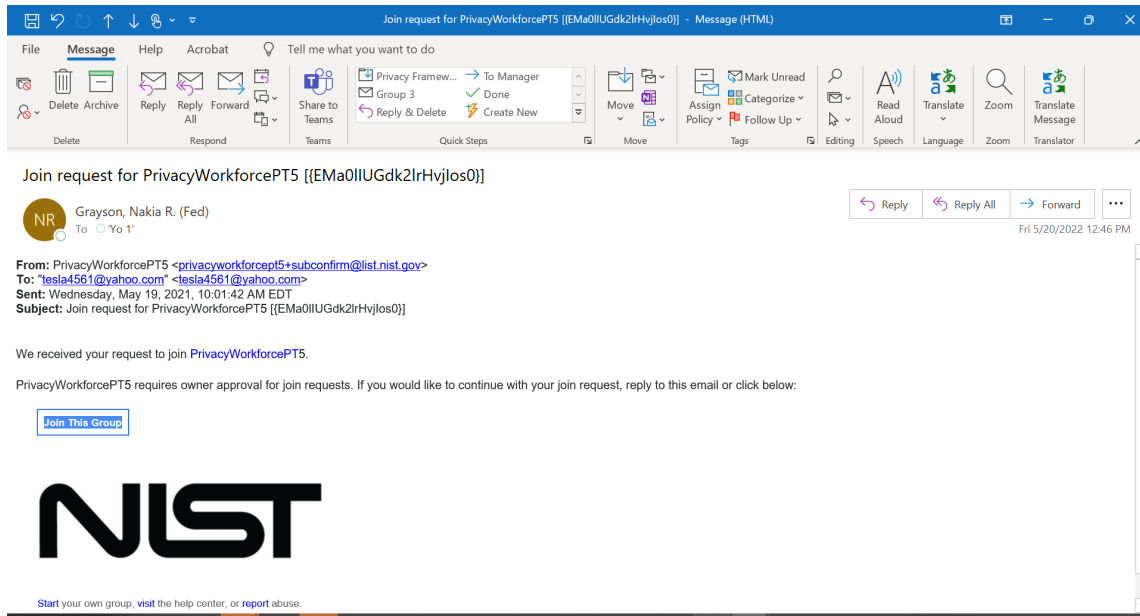 Join request for PrivacyWorkforcePT5 [{EMa0lIUGdk2lrHvjIos0}] - Message (HTML)
File Message Help Acrobat Tell me what you want to do
Delete Archive
Reply Reply All Forward
Share to Teams
Privacy Framew... To Manager
Group 3 Done
Reply & Delete Create New
Move
Assign Policy
Mark Unread
Categorize
Follow Up
Read Aloud
Translate
Zoom
Translate Message
Delete Respond Teams Quick Steps Move Tags Editing Speech Language Zoom Translator
Join request for PrivacyWorkforcePT5 [{EMa0lIUGdk2lrHvjIos0}]
NR
Grayson, Nakia R. (Fed)
To 'Yo 1'
Reply Reply All Forward
Fri 5/20/2022 12:46 PM
From: PrivacyWorkforcePT5 <privacyworkforcept5+subconfirm@list.nist.gov>
To: "tesla4561@yahoo.com" <tesla4561@yahoo.com>
Sent: Wednesday, May 19, 2021, 10:01:42 AM EDT
Subject: Join request for PrivacyWorkforcePT5 [{EMa0lIUGdk2lrHvjIos0}]
We received your request to join PrivacyWorkforcePT5.
PrivacyWorkforcePT5 requires owner approval for join requests. If you would like to continue with your join request, reply to this email or click below:
Join This Group
NIST
Start your own group, visit the help center, or report abuse.